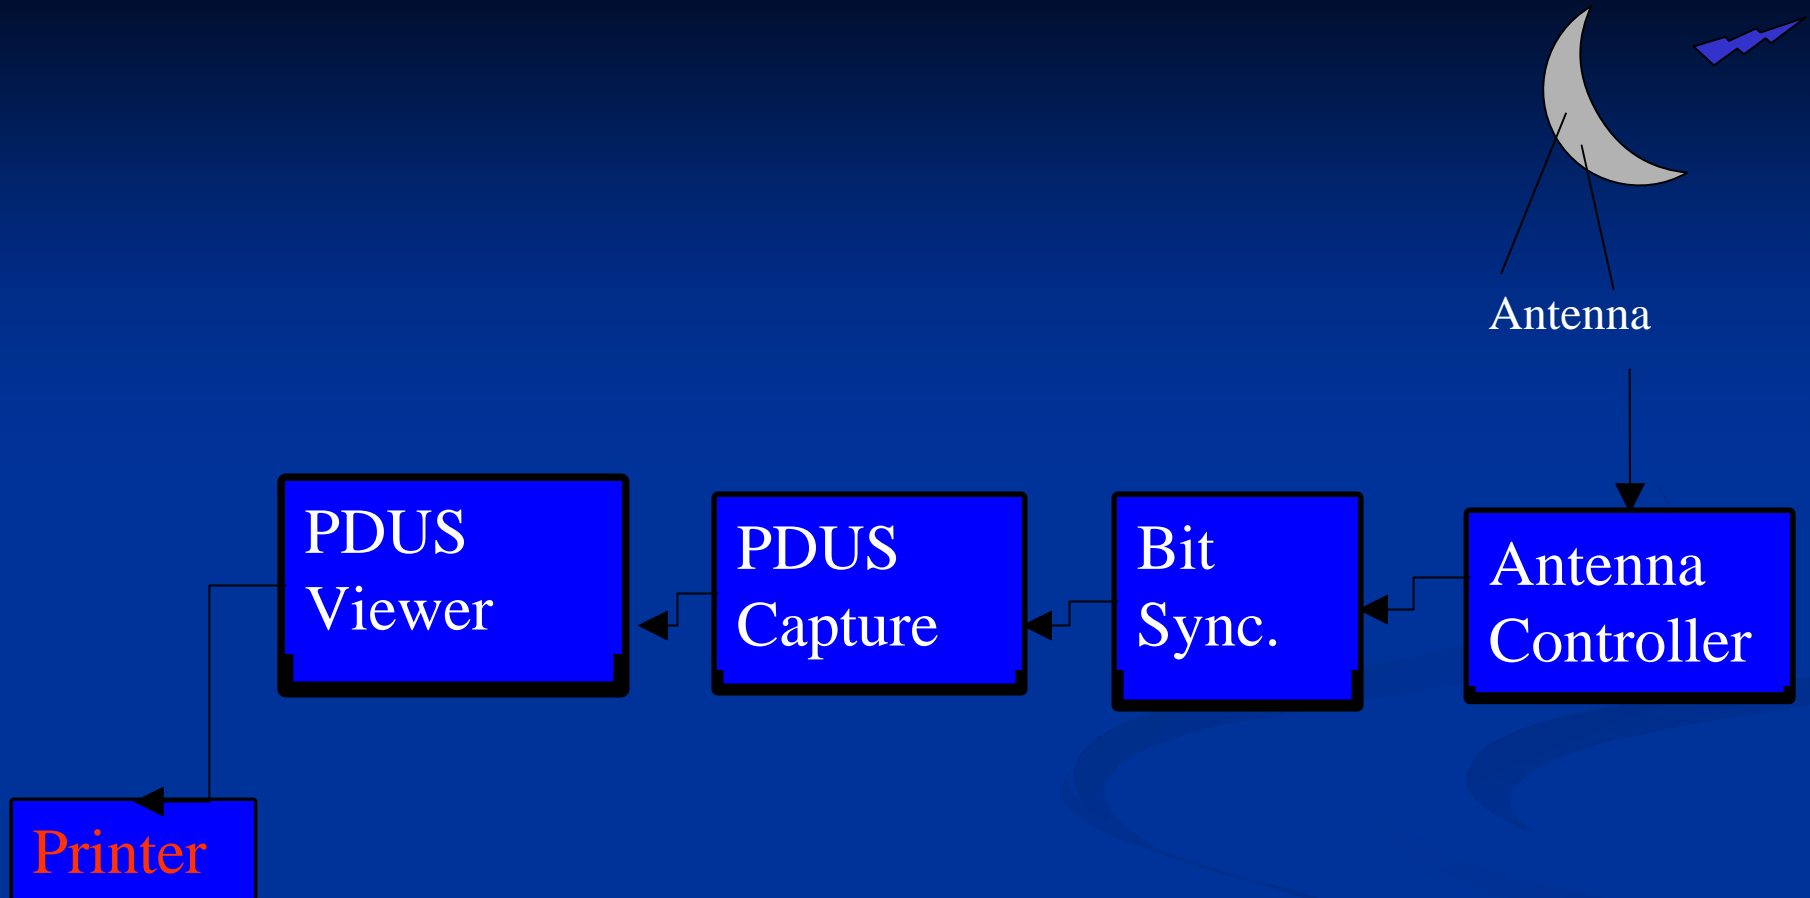 Antenna
PDUS
Viewer
PDUS
Capture
Bit
Sync.
Antenna
Controller
Printer